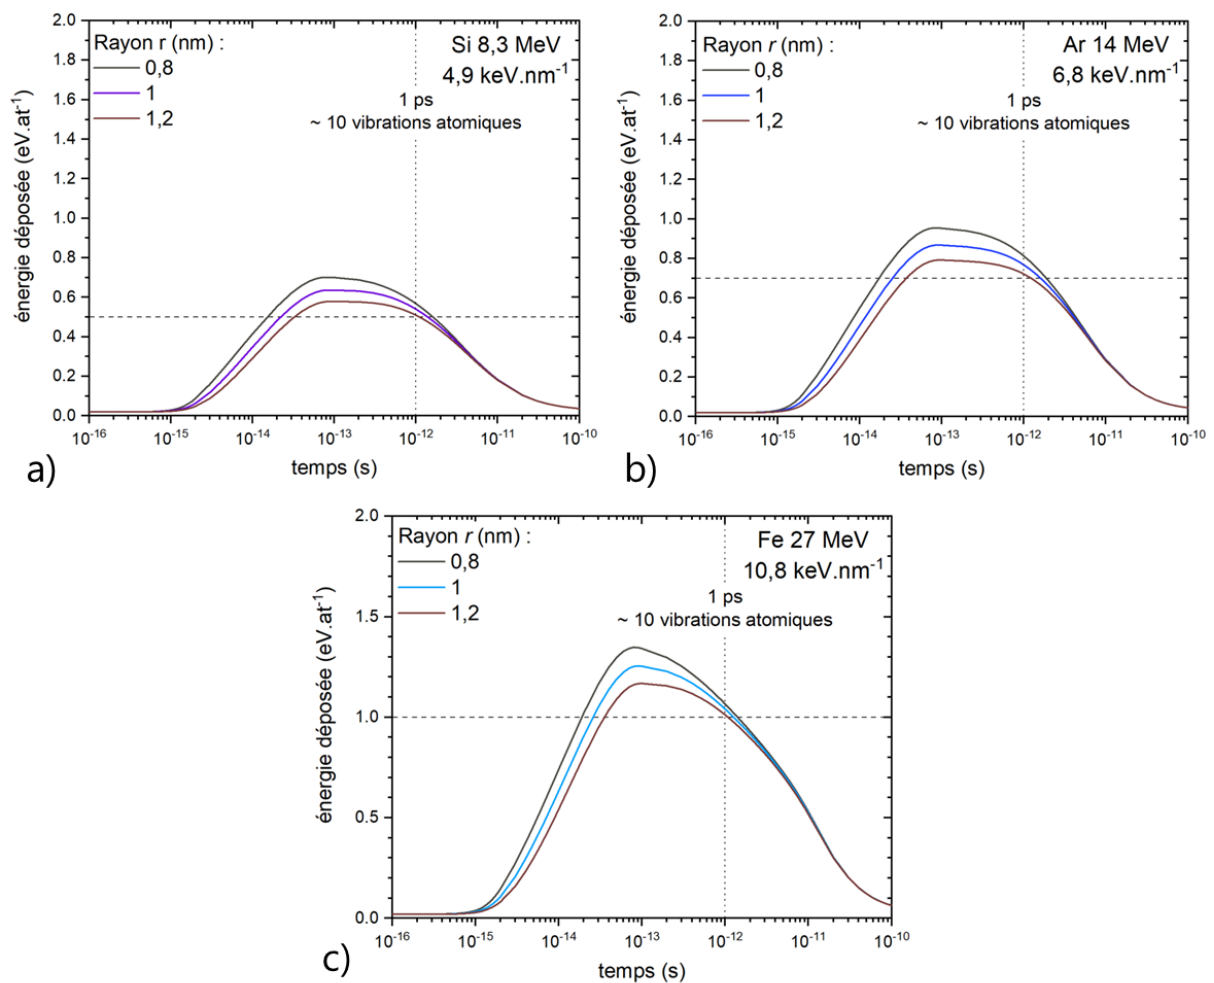 Rayon r (nm) :
0,8
1
1,2
Si 8,3 MeV
4,9 keV.nm⁻¹
1 ps
~ 10 vibrations atomiques
énergie déposée (eV.at⁻¹)
2.0
1.8
1.6
1.4
1.2
1.0
0.8
0.6
0.4
0.2
0.0
10⁻¹⁶ 10⁻¹⁵ 10⁻¹⁴ 10⁻¹³ 10⁻¹² 10⁻¹¹ 10⁻¹⁰
temps (s)
a)
Rayon r (nm) :
0,8
1
1,2
Ar 14 MeV
6,8 keV.nm⁻¹
1 ps
~ 10 vibrations atomiques
énergie déposée (eV.at⁻¹)
2.0
1.8
1.6
1.4
1.2
1.0
0.8
0.6
0.4
0.2
0.0
10⁻¹⁶ 10⁻¹⁵ 10⁻¹⁴ 10⁻¹³ 10⁻¹² 10⁻¹¹ 10⁻¹⁰
temps (s)
b)
Rayon r (nm) :
0,8
1
1,2
Fe 27 MeV
10,8 keV.nm⁻¹
1 ps
~ 10 vibrations atomiques
énergie déposée (eV.at⁻¹)
2.0
1.5
1.0
0.5
0.0
10⁻¹⁶ 10⁻¹⁵ 10⁻¹⁴ 10⁻¹³ 10⁻¹² 10⁻¹¹ 10⁻¹⁰
temps (s)
c)